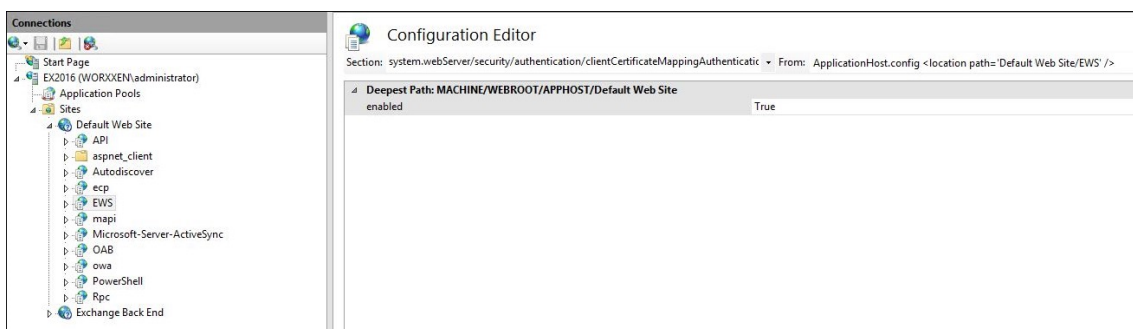 Connections
Start Page
EX2016 (WORXXEN\administrator)
Application Pools
Sites
Default Web Site
API
aspnet_client
Autodiscover
ecp
EWS
mapi
Microsoft-Server-ActiveSync
OAB
owa
PowerShell
Rpc
Exchange Back End
Configuration Editor
Section: system.webServer/security/authentication/clientCertificateMappingAuthenticatic From: ApplicationHost.config <location path='Default Web Site/EWS' />
Deepest Path: MACHINE/WEBROOT/APPHOST/Default Web Site
enabled True